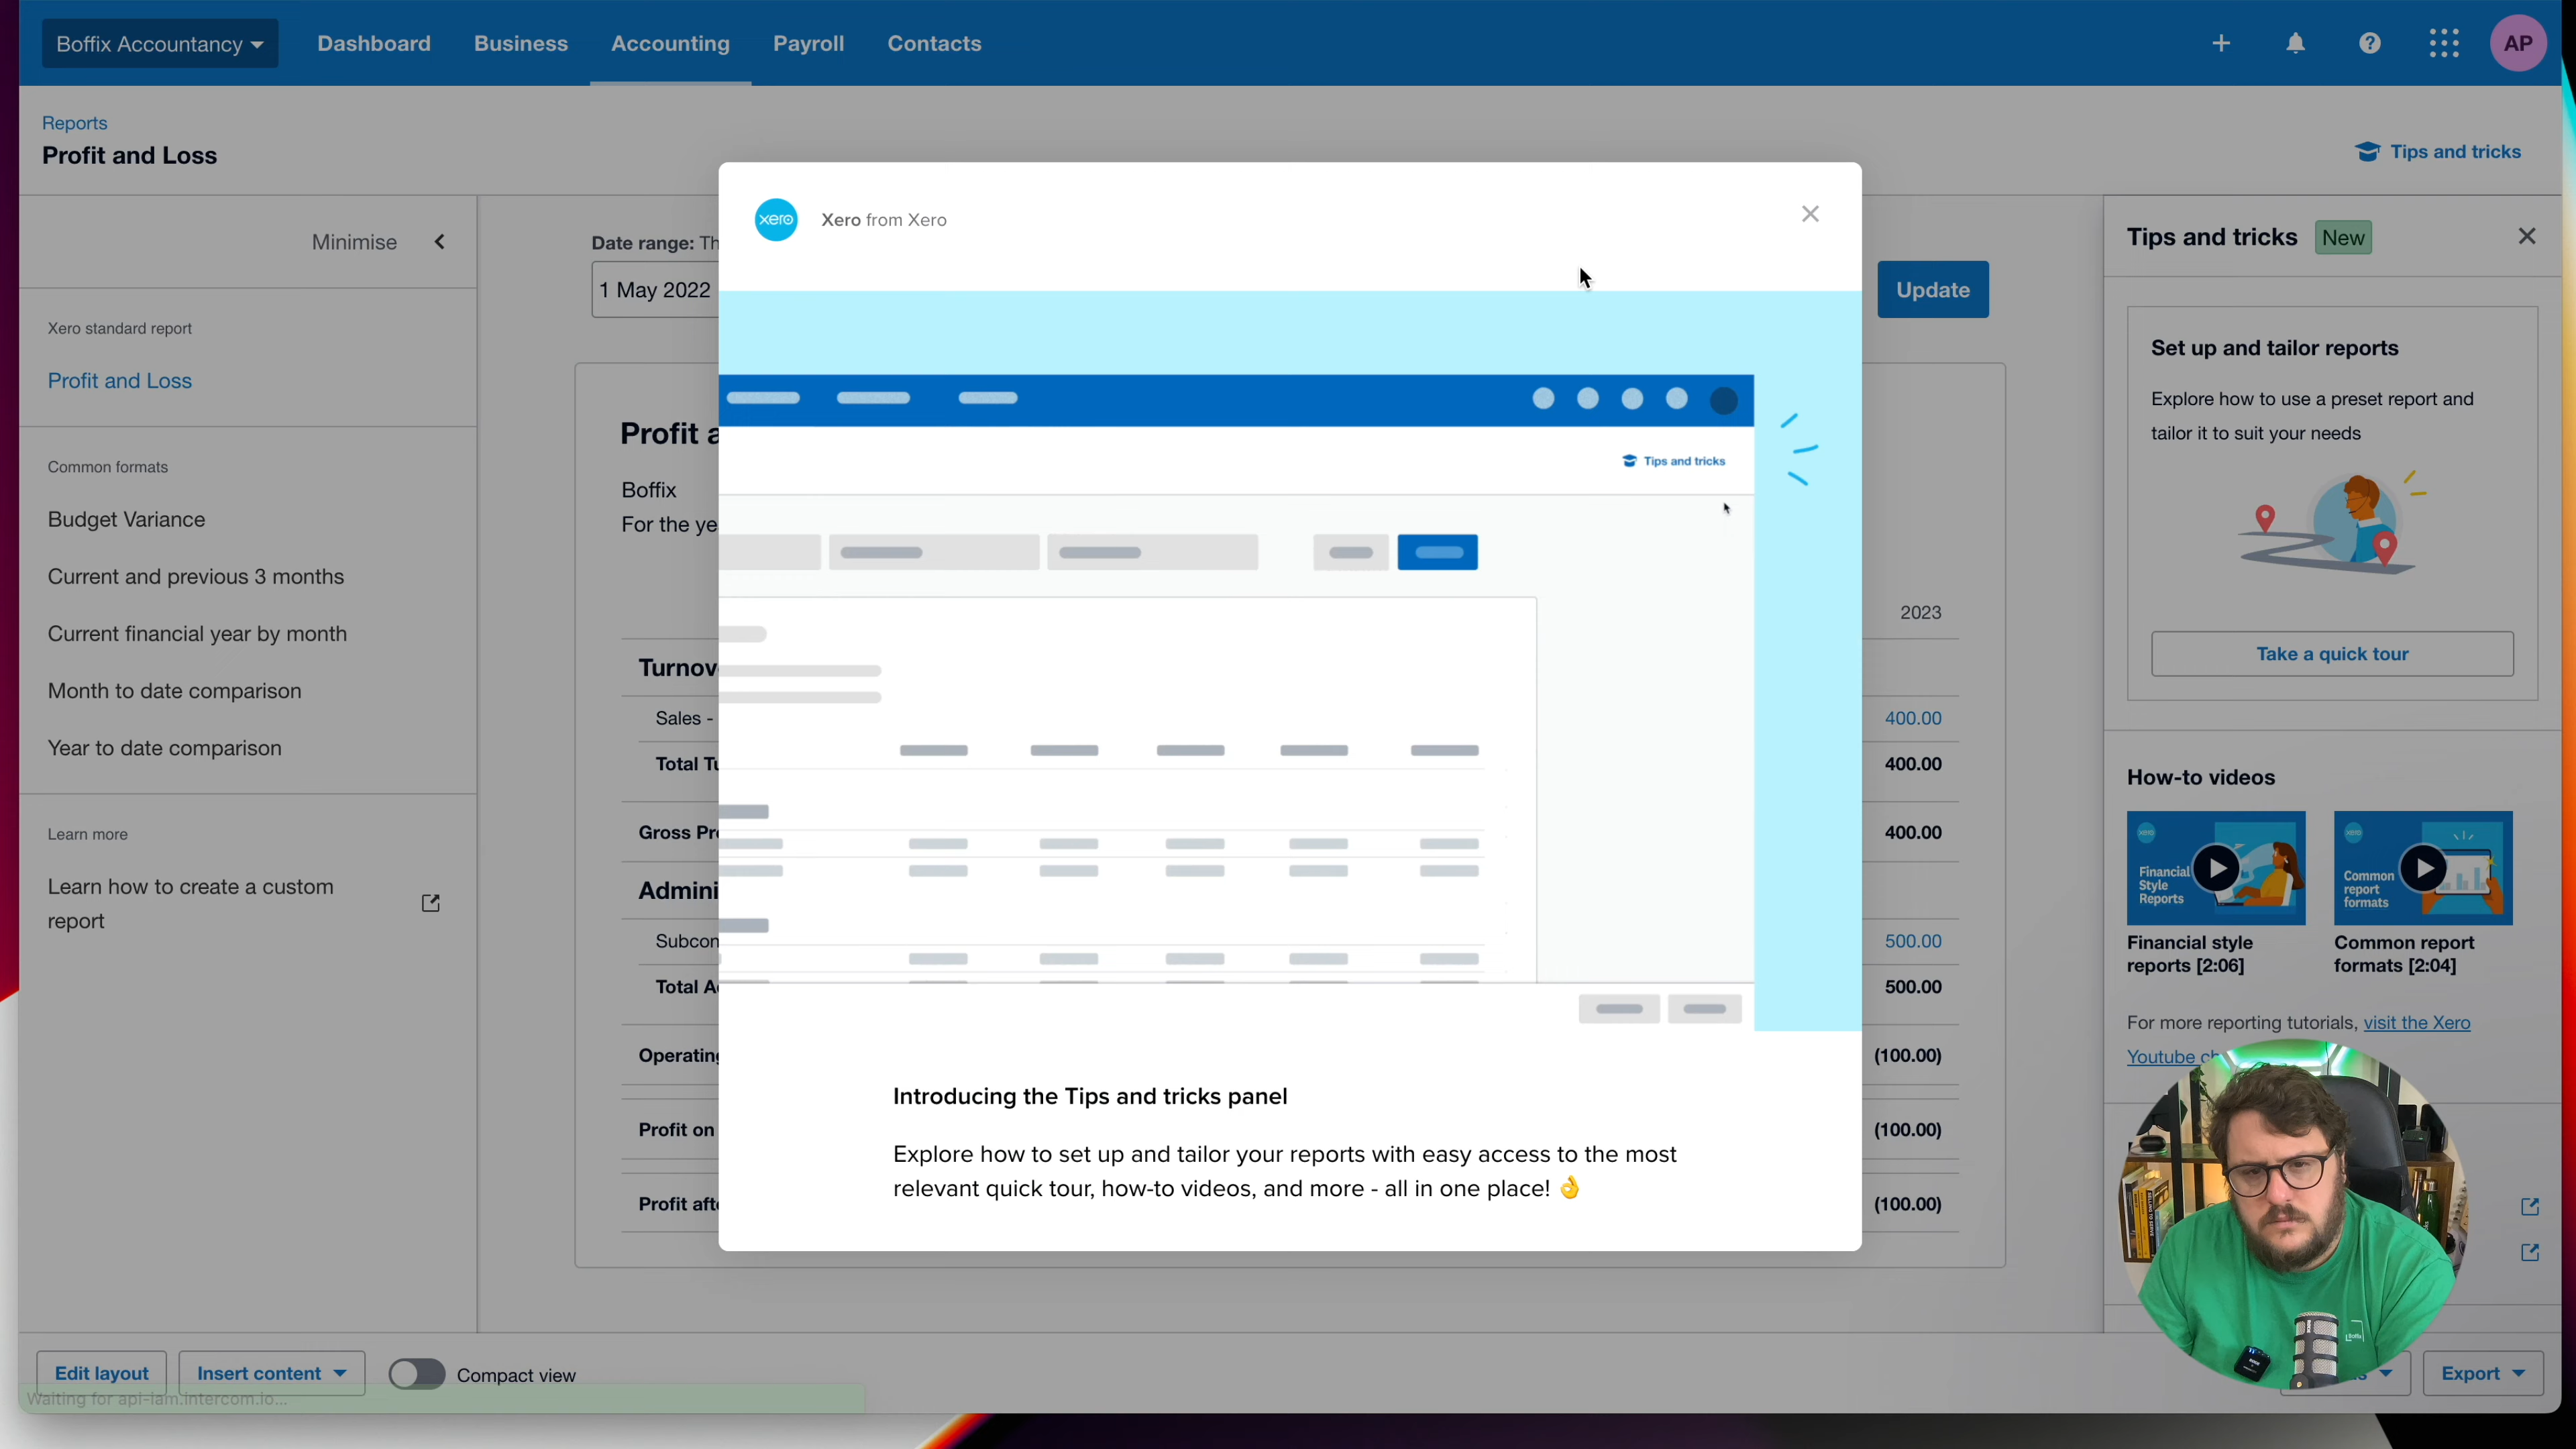 Boffix Accountancy
Dashboard
Business
Accounting
Payroll
Contacts
AP
Reports
Profit and Loss
Tips and tricks
Minimise
Xero standard report
Profit and Loss
Common formats
Budget Variance
Current and previous 3 months
Current financial year by month
Month to date comparison
Year to date comparison
Learn more
Learn how to create a custom
report
Date range:
1 May 2022
Update
Profit
Boffix
For the
2023
Sales - 400.00
Total 400.00
Gross 400.00
500.00
Total 500.00
(100.00)
Profit on (100.00)
Profit (100.00)
xero
Xero from Xero
Tips and tricks
Introducing the Tips and tricks panel
Explore how to set up and tailor your reports with easy access to the most
relevant quick tour, how-to videos, and more - all in one place! 👌
Tips and tricks New
Set up and tailor reports
Explore how to use a preset report and
tailor it to suit your needs
Take a quick tour
How-to videos
xero
Financial
Style
Reports
xero
Common
report
formats
Financial style
reports [2:06]
Common report
formats [2:04]
For more reporting tutorials, visit the Xero
Youtube
Edit layout
Insert content
Compact view
Export
Waiting for api-iam.intercom.io...